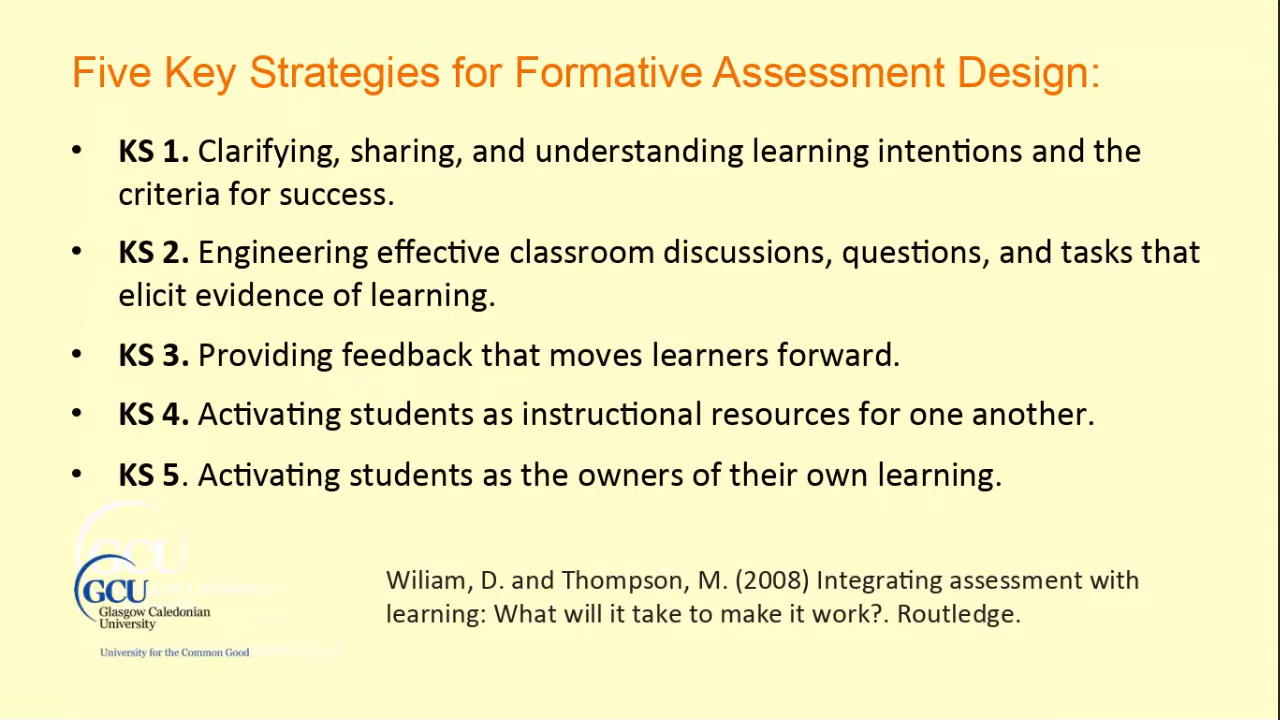 Five Key Strategies for Formative Assessment Design:
• KS 1. Clarifying, sharing, and understanding learning intentions and the
criteria for success.
• KS 2. Engineering effective classroom discussions, questions, and tasks that
elicit evidence of learning.
• KS 3. Providing feedback that moves learners forward.
• KS 4. Activating students as instructional resources for one another.
• KS 5. Activating students as the owners of their own learning.
GCU
GCU
Glasgow Caledonian
University
University for the Common Good
Wiliam, D. and Thompson, M. (2008) Integrating assessment with
learning: What will it take to make it work?. Routledge.